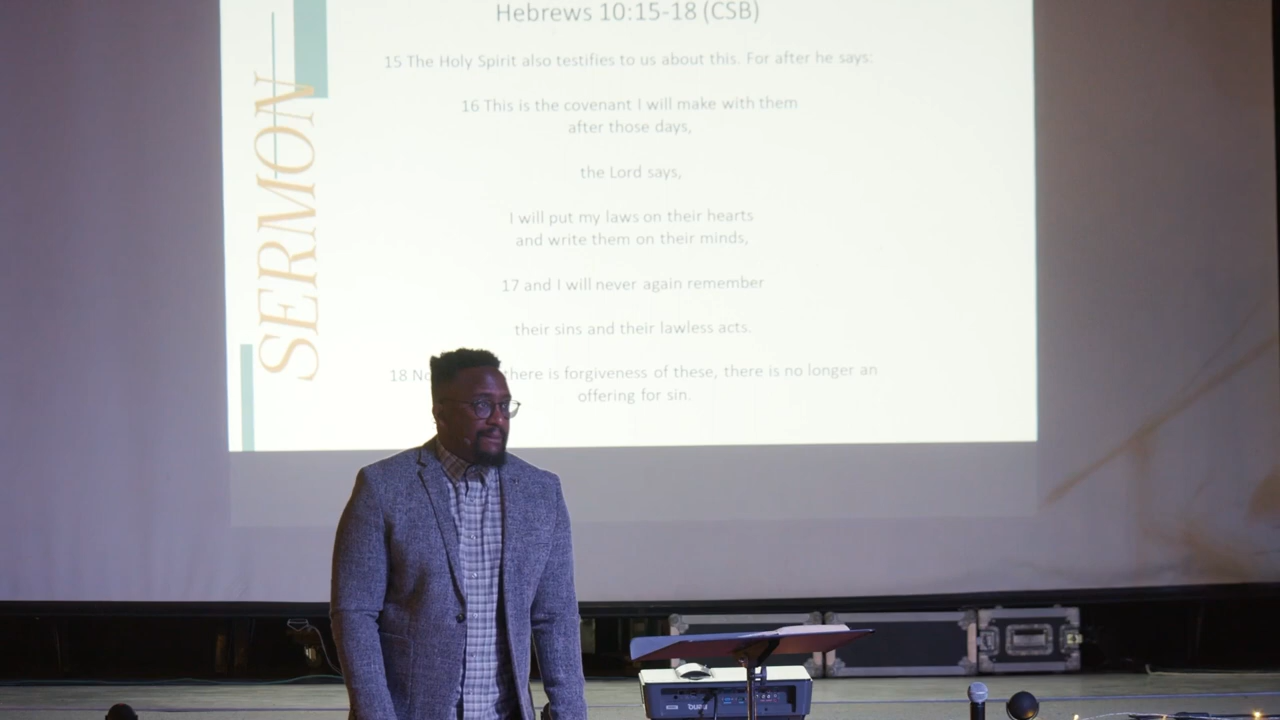 Hebrews 10:15-18 (CSB)
15 The Holy Spirit also testifies to us about this. For after he says:
16 This is the covenant I will make with them
after those days,
the Lord says,
I will put my laws on their hearts
and write them on their minds,
17 and I will never again remember
their sins and their lawless acts.
18 there is forgiveness of these, there is no longer an
offering for sin.
SERMON
BenQ